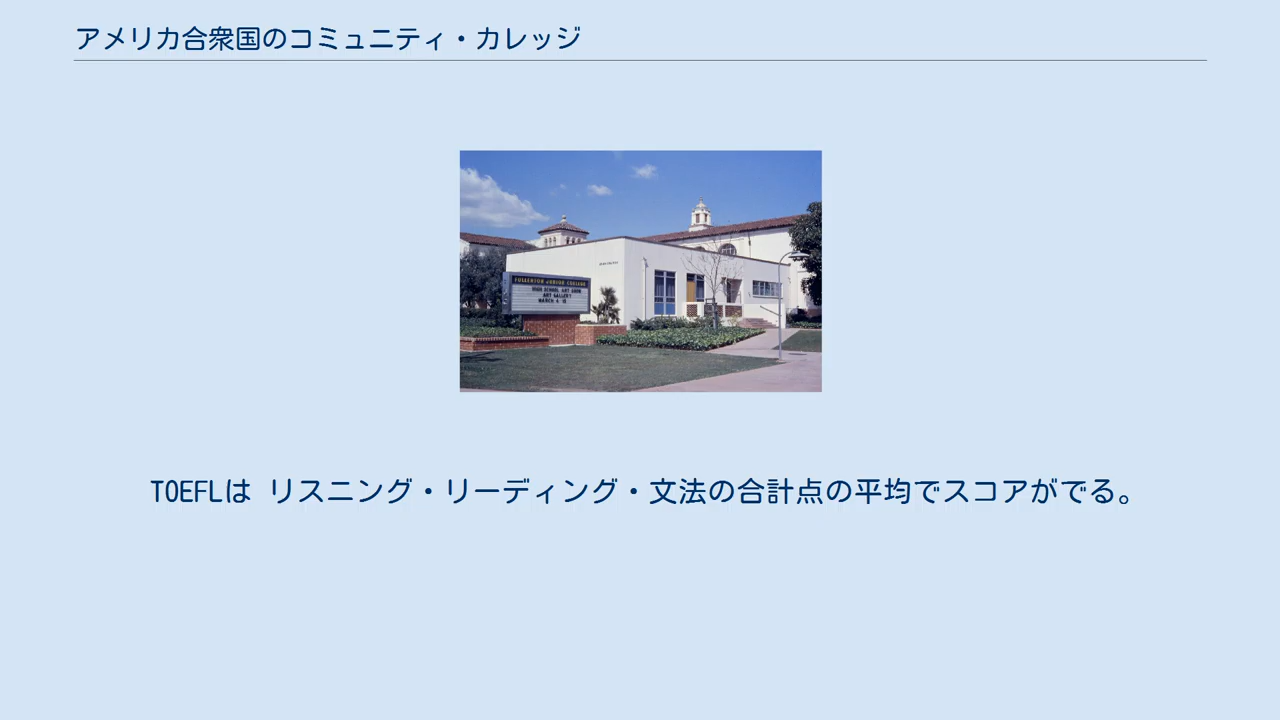 アメリカ合衆国のコミュニティ・カレッジ
FULLERTON JUNIOR COLLEGE
HIGH SCHOOL ART SHOW
ART GALLERY
MARCH 4
TOEFLは リスニング・リーディング・文法の合計点の平均でスコアがでる。